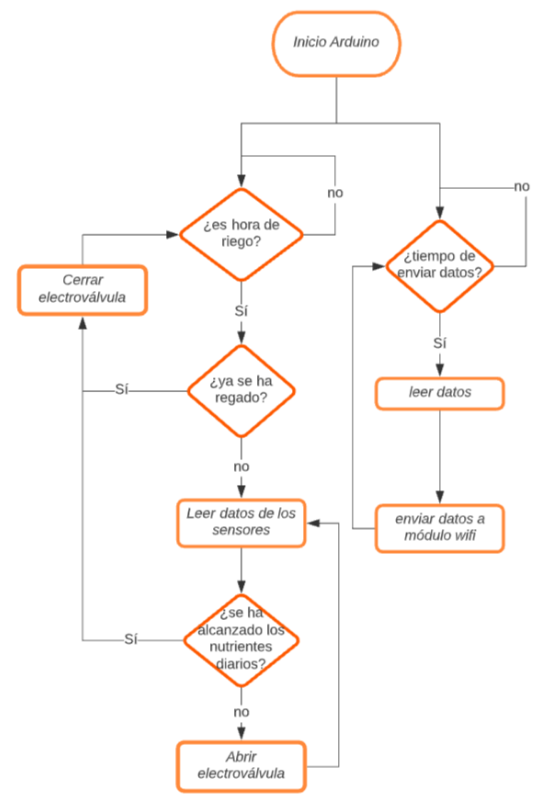 Inicio Arduino
no
no
¿es hora de
riego?
¿tiempo de
enviar datos?
Cerrar
electroválvula
Sí
Sí
¿ya se ha
regado?
Sí
leer datos
no
Leer datos de los
sensores
enviar datos a
módulo wifi
¿se ha
alcanzado los
nutrientes
diarios?
Sí
no
Abrir
electroválvula